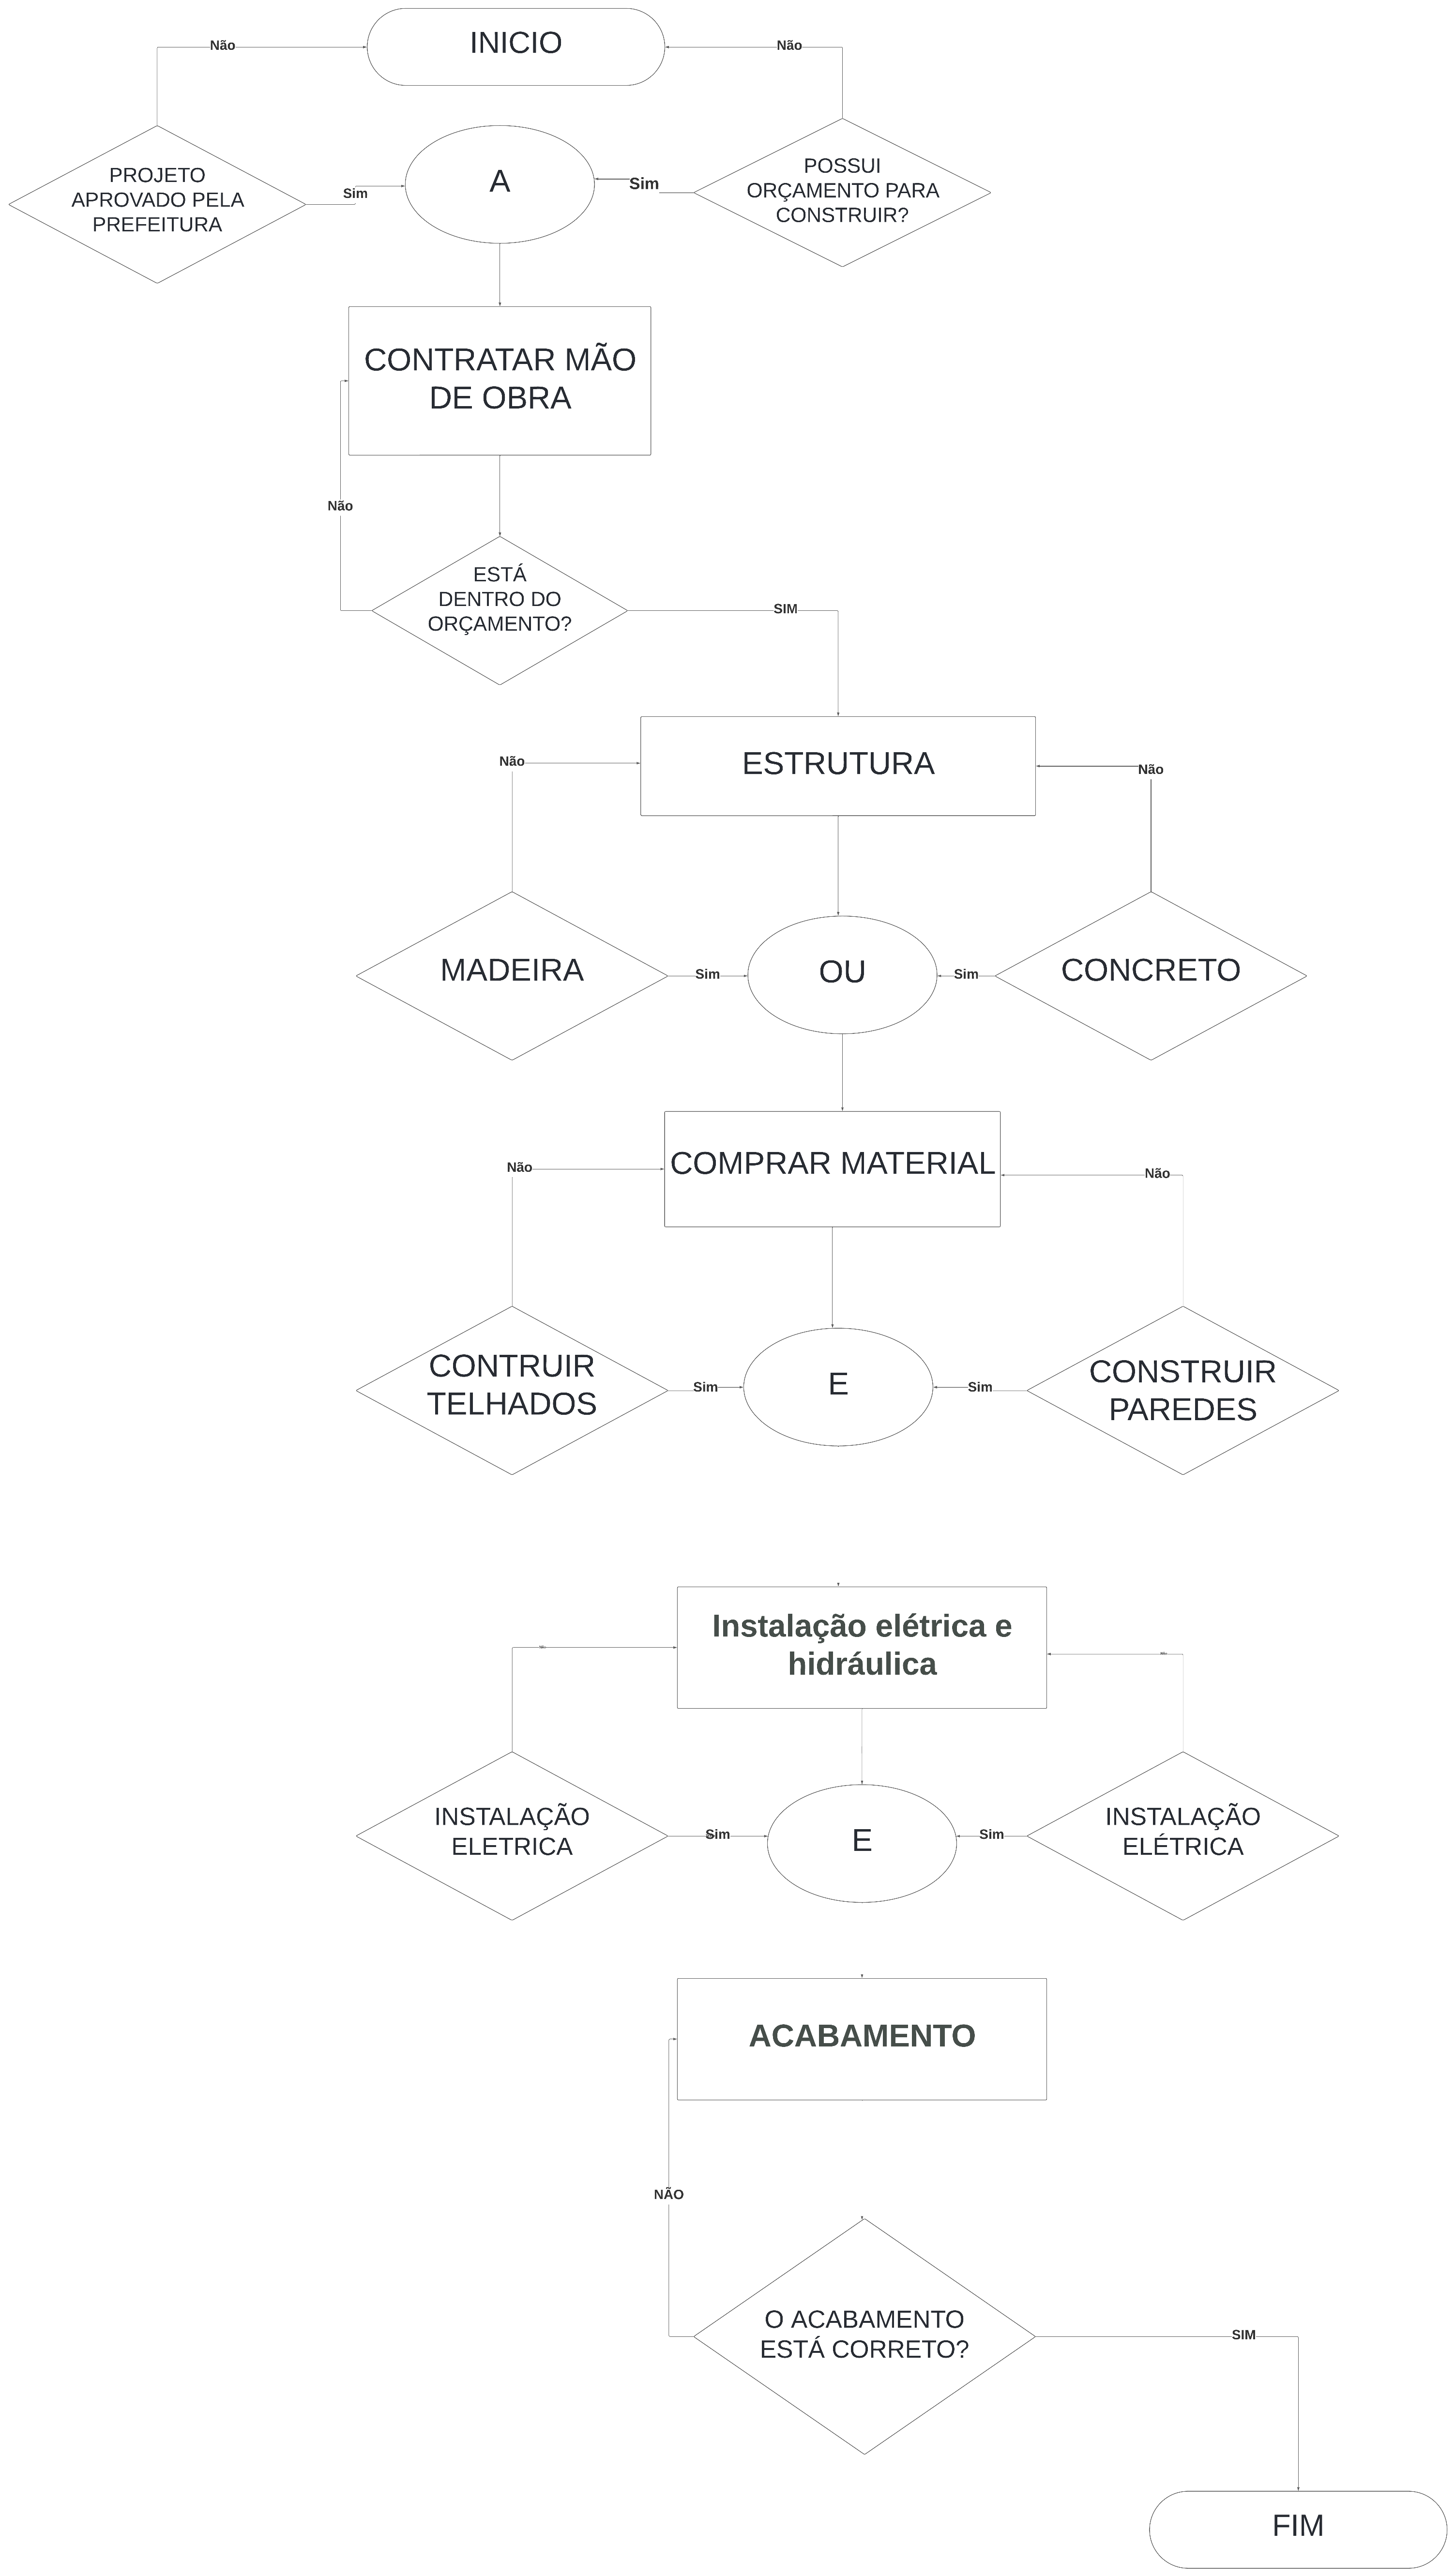 INICIO
Não
Não
PROJETO
APROVADO PELA
PREFEITURA
Sim
A
Sim
POSSUI
ORÇAMENTO PARA
CONSTRUIR?
CONTRATAR MÃO
DE OBRA
Não
ESTÁ
DENTRO DO
ORÇAMENTO?
SIM
ESTRUTURA
Não
Não
MADEIRA
Sim
OU
Sim
CONCRETO
COMPRAR MATERIAL
Não
Não
CONTRUIR
TELHADOS
Sim
E
Sim
CONSTRUIR
PAREDES
Instalação elétrica e
hidráulica
INSTALAÇÃO
ELETRICA
Sim
E
Sim
INSTALAÇÃO
ELÉTRICA
ACABAMENTO
NÃO
O ACABAMENTO
ESTÁ CORRETO?
SIM
FIM